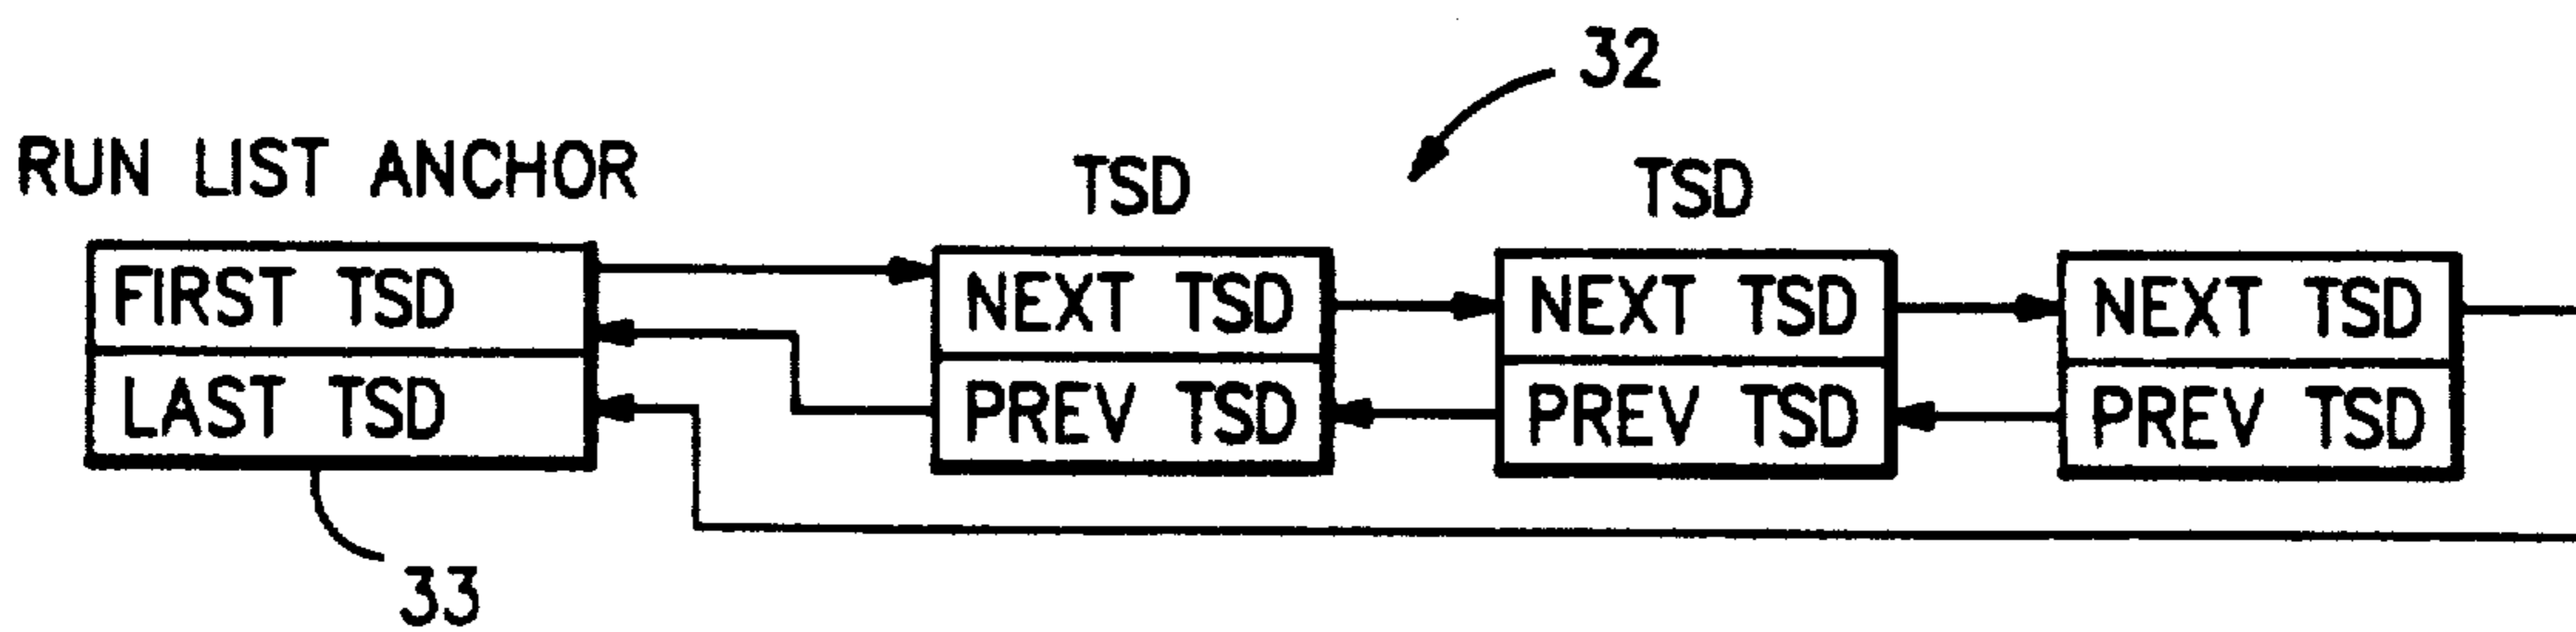 32
RUN LIST ANCHOR
TSD
TSD
FIRST TSD
NEXT TSD
NEXT TSD
NEXT TSD
LAST TSD
PREV TSD
PREV TSD
PREV TSD
33